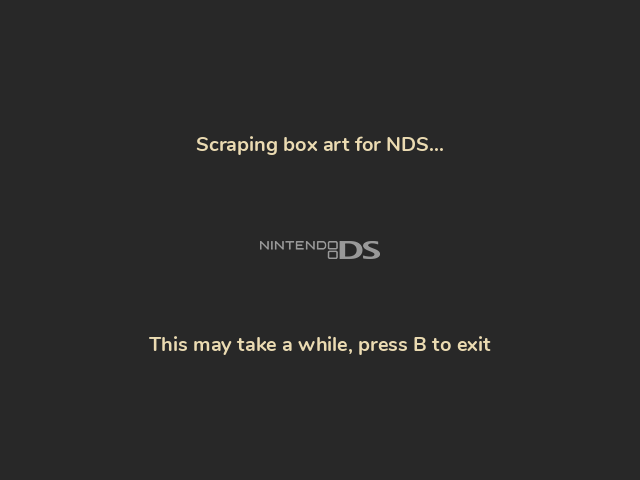 Scraping box art for NDS...
NINTENDO DS
This may take a while, press B to exit